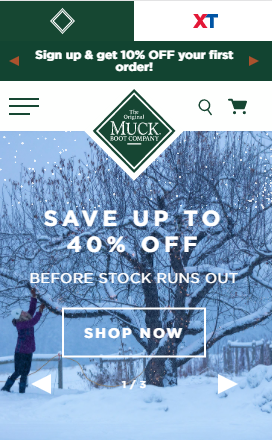 XT
Sign up & get 10% OFF your first
order!
The
Original
MUCK
BOOT COMPANY
SAVE UP TO
40% OFF
BEFORE STOCK RUNS OUT
SHOP NOW
1 / 3